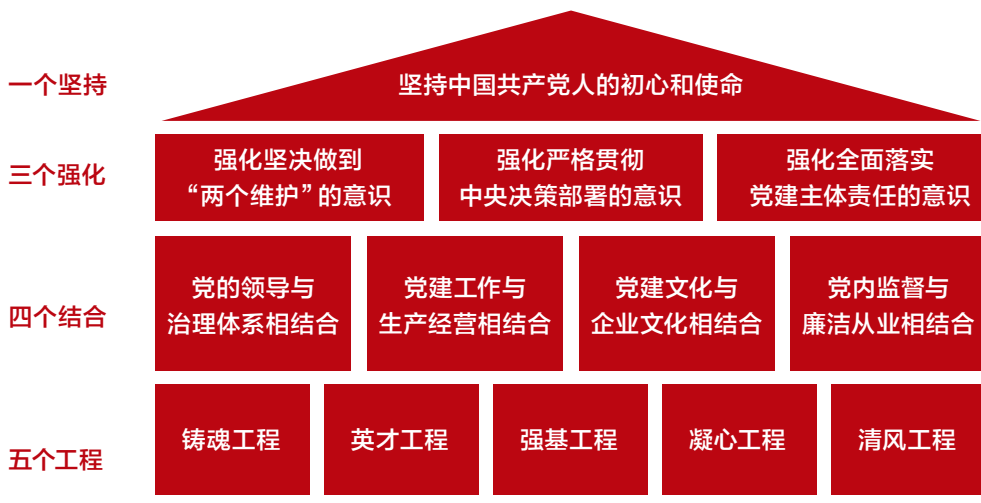 一个坚持
坚持中国共产党人的初心和使命
三个强化
强化坚决做到
“两个维护”的意识
强化严格贯彻
中央决策部署的意识
强化全面落实
党建主体责任的意识
四个结合
党的领导与
治理体系相结合
党建工作与
生产经营相结合
党建文化与
企业文化相结合
党内监督与
廉洁从业相结合
五个工程
铸魂工程
英才工程
强基工程
凝心工程
清风工程